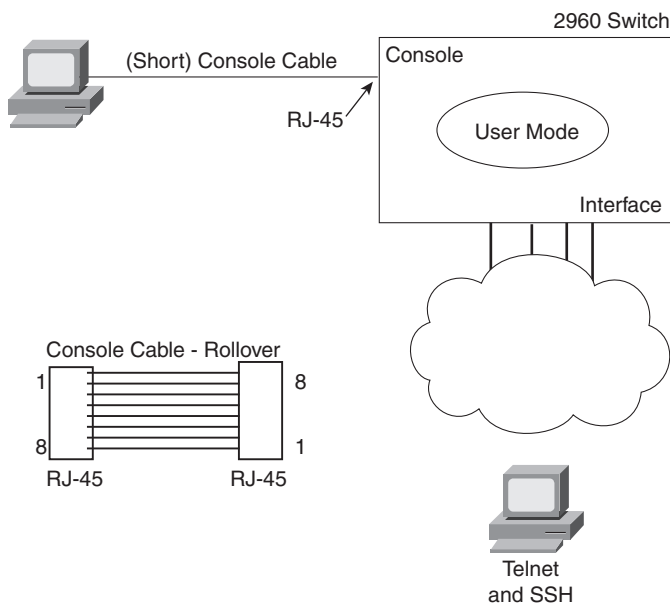 2960 Switch
(Short) Console Cable
Console
RJ-45
User Mode
Interface
Console Cable - Rollover
1
8
8
1
RJ-45
RJ-45
Telnet
and SSH